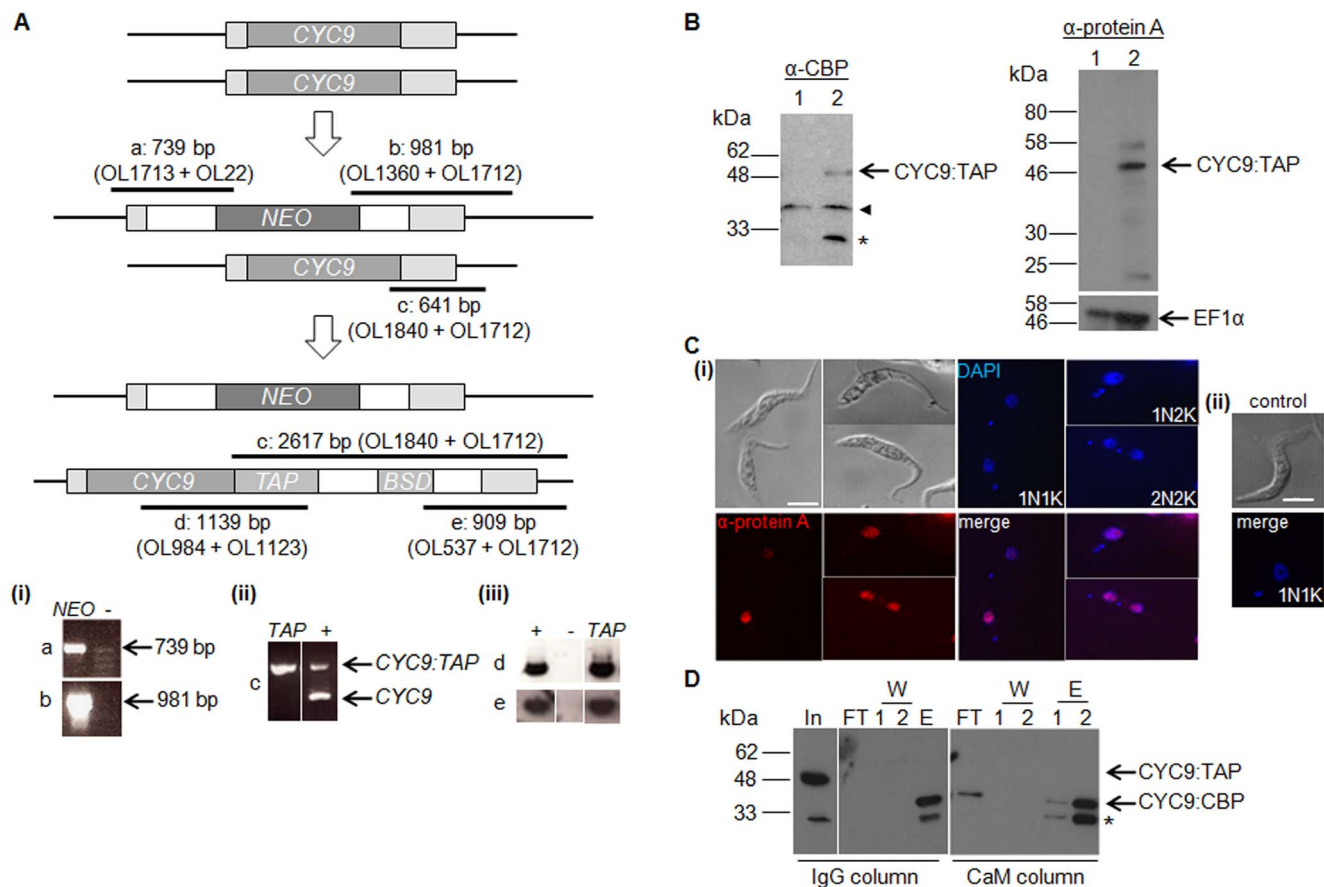 A
CYC9
CYC9
a: 739 bp
(OL1713 + OL22)
b: 981 bp
(OL1360 + OL1712)
NEO
CYC9
c: 641 bp
(OL1840 + OL1712)
NEO
c: 2617 bp (OL1840 + OL1712)
CYC9 TAP BSD
d: 1139 bp
(OL984 + OL1123)
e: 909 bp
(OL537 + OL1712)
(i)
NEO -
a 739 bp
b 981 bp
(ii)
TAP +
c
CYC9:TAP
CYC9
(iii)
+ - TAP
d
e
B
α-CBP
1 2
kDa
62
48
33
CYC9:TAP
*
α-protein A
1 2
kDa
80
58
46
30
25
CYC9:TAP
58
46
EF1α
C
(i)
DAPI
1N1K
1N2K
2N2K
α-protein A
merge
(ii)
control
merge
1N1K
D
kDa
62
48
33
In FT W 1 2 E
FT W 1 2 E 1 2
CYC9:TAP
CYC9:CBP
*
IgG column
CaM column